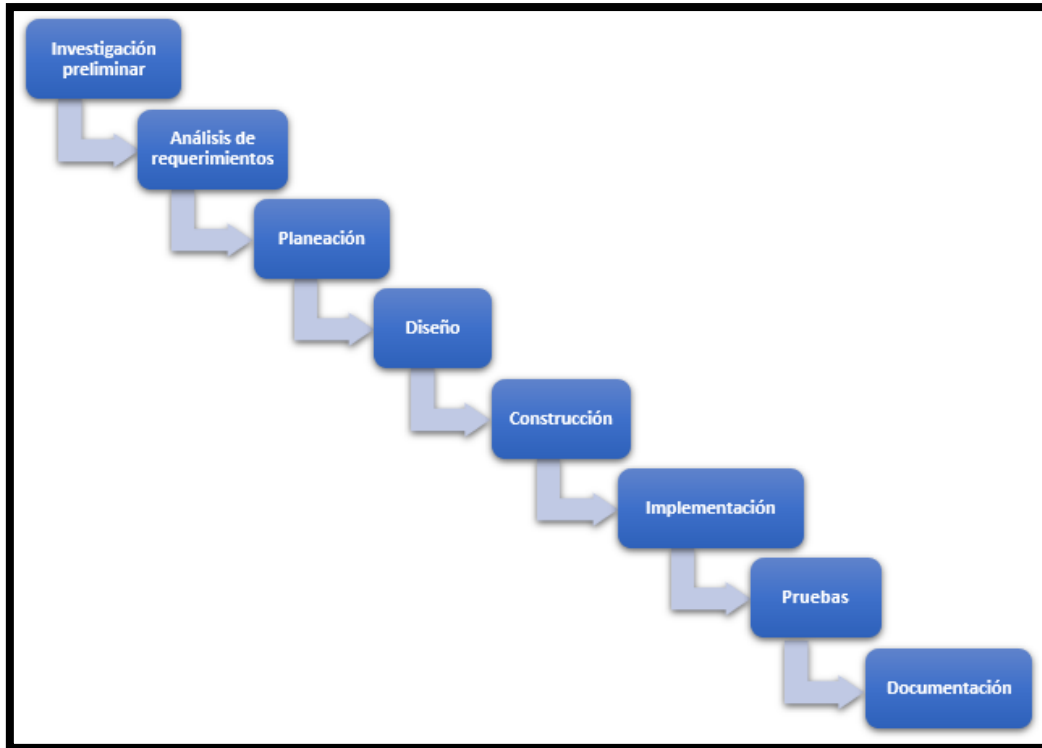 Investigación
preliminar
Análisis de
requerimientos
Planeación
Diseño
Construcción
Implementación
Pruebas
Documentación